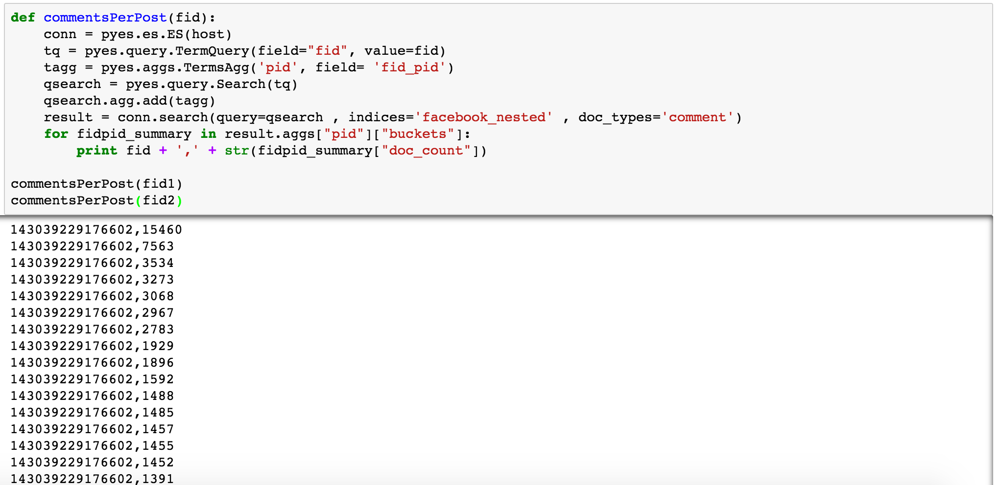 def commentsPerPost(fid):
    conn = pyes.es.ES(host)
    tq = pyes.query.TermQuery(field="fid", value=fid)
    tagg = pyes.aggs.TermsAgg('pid', field= 'fid_pid')
    qsearch = pyes.query.Search(tq)
    qsearch.agg.add(tagg)
    result = conn.search(query=qsearch , indices='facebook_nested' , doc_types='comment')
    for fidpid_summary in result.aggs["pid"]["buckets"]:
        print fid + ',' + str(fidpid_summary["doc_count"])
commentsPerPost(fid1)
commentsPerPost(fid2)
143039229176602,15460
143039229176602,7563
143039229176602,3534
143039229176602,3273
143039229176602,3068
143039229176602,2967
143039229176602,2783
143039229176602,1929
143039229176602,1896
143039229176602,1592
143039229176602,1488
143039229176602,1485
143039229176602,1457
143039229176602,1455
143039229176602,1452
143039229176602,1391